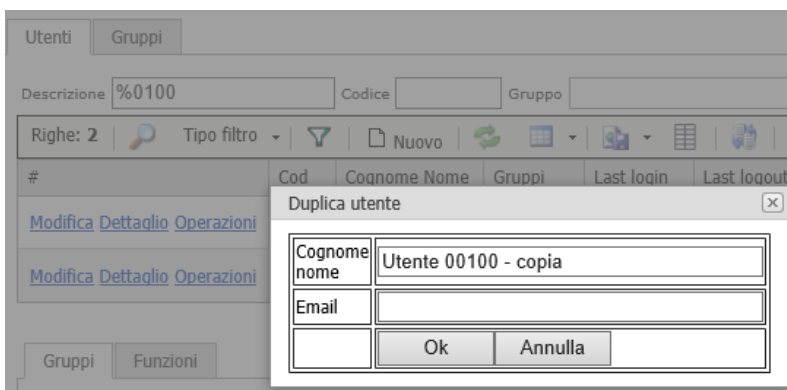 Utenti Gruppi
Descrizione %0100 Codice Gruppo
Righe: 2 Tipo filtro Nuovo
# Cod Cognome Nome Gruppi Last login Last logout
Duplica utente
Modifica Dettaglio Operazioni
Cognome nome Utente 00100 - copia
Modifica Dettaglio Operazioni
Email
Ok Annulla
Gruppi Funzioni